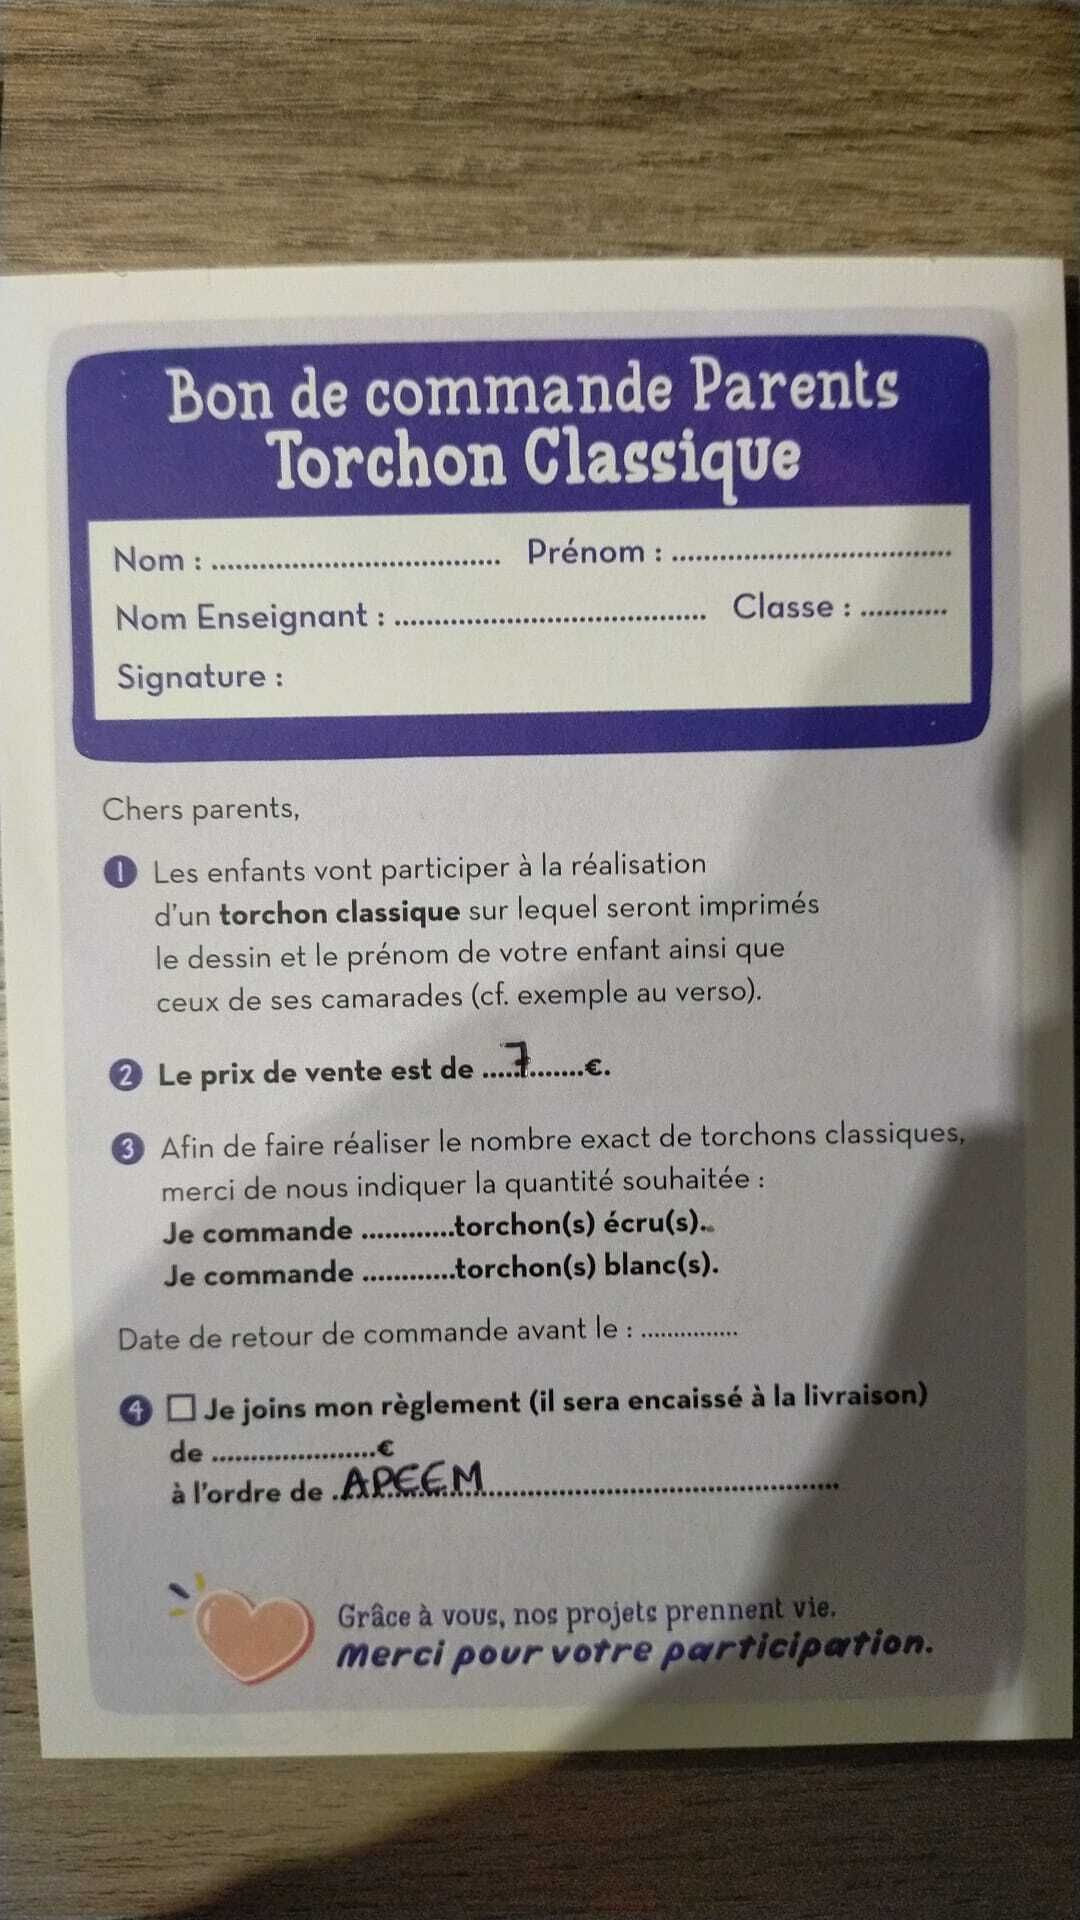 Bon de commande Parents
Torchon Classique
Nom : .................................... Prénom : ...................................
Nom Enseignant : ....................................... Classe : ...........
Signature :
Chers parents,
1 Les enfants vont participer à la réalisation
d'un torchon classique sur lequel seront imprimés
le dessin et le prénom de votre enfant ainsi que
ceux de ses camarades (cf. exemple au verso).
2 Le prix de vente est de .....7.......€.
3 Afin de faire réaliser le nombre exact de torchons classiques,
merci de nous indiquer la quantité souhaitée :
Je commande ............torchon(s) écru(s).
Je commande ............torchon(s) blanc(s).
Date de retour de commande avant le : ...............
4 ☐ Je joins mon règlement (il sera encaissé à la livraison)
de .....................€
à l'ordre de .APEEM.............................................
Grâce à vous, nos projets prennent vie.
Merci pour votre participation.